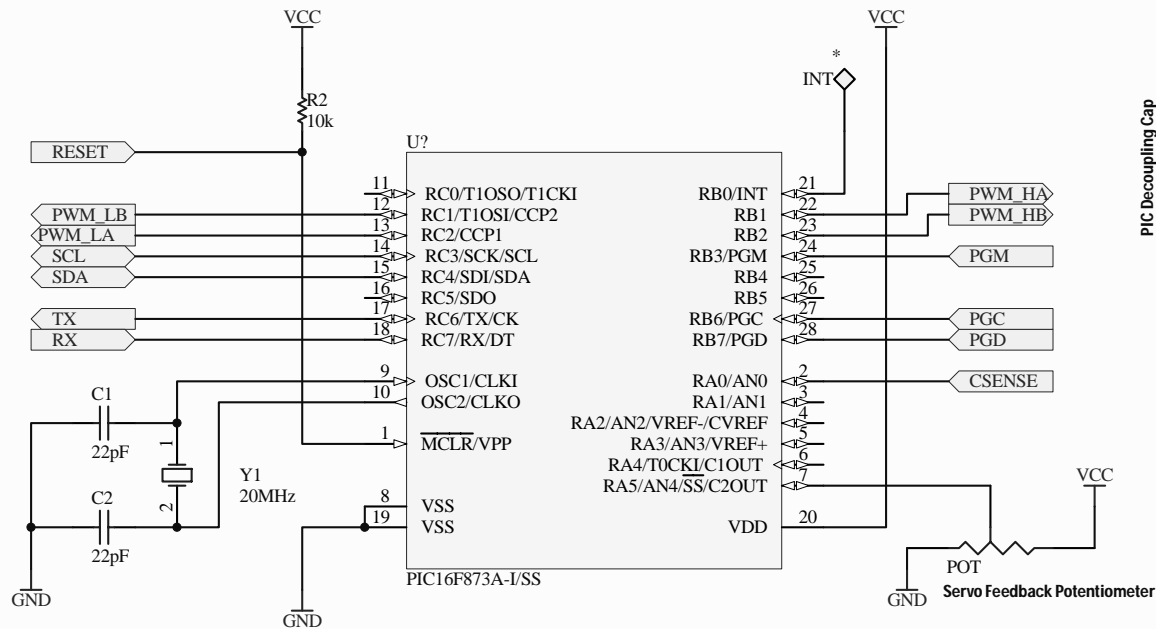 VCC
VCC
*
INT
R2
10k
PIC Decoupling Cap
U?
RESET
11 RC0/T1OSO/T1CKI RB0/INT 21
PWM_LB 12 RC1/T1OSI/CCP2 RB1 22 PWM_HA
PWM_LA 13 RC2/CCP1 RB2 23 PWM_HB
SCL 14 RC3/SCK/SCL RB3/PGM 24 PGM
SDA 15 RC4/SDI/SDA RB4 25
16 RC5/SDO RB5 26
TX 17 RC6/TX/CK RB6/PGC 27 PGC
RX 18 RC7/RX/DT RB7/PGD 28 PGD
9 OSC1/CLKI RA0/AN0 2 CSENSE
10 OSC2/CLKO RA1/AN1 3
RA2/AN2/VREF-/CVREF 4
1 MCLR/VPP RA3/AN3/VREF+ 5
RA4/T0CKI/C1OUT 6
RA5/AN4/SS/C2OUT 7
C1
22pF
1
2
Y1
20MHz
C2
22pF
8 VSS
19 VSS VDD 20
VCC
POT
GND
Servo Feedback Potentiometer
PIC16F873A-I/SS
GND
GND